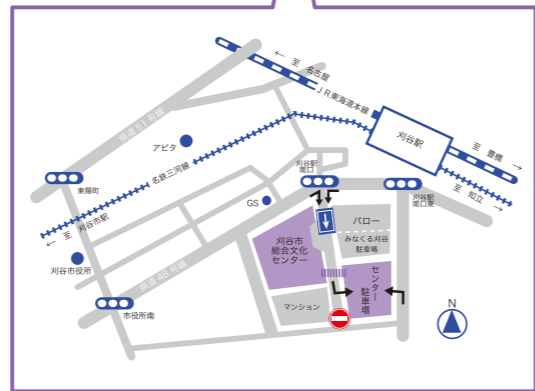 ← 至 名古屋
JR東海道本線
県道51号線
アピタ
刈谷駅
至 豊橋 →
東陽町
名鉄三河線
刈谷駅
南口
至 知立 →
刈谷駅
南口東
GS
← 至 刈谷市駅
バロー
みなくる刈谷
駐車場
刈谷市
総合文化
センター
刈谷市役所
県道48号線
センター
駐車場
市役所南
マンション
N